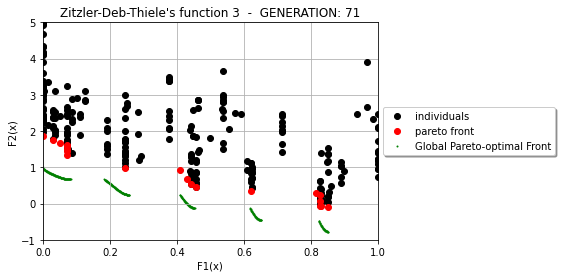 Zitzler-Deb-Thiele's function 3 - GENERATION: 71
5
4
3
2
1
0
−1
F2(x)
0.0 0.2 0.4 0.6 0.8 1.0
F1(x)
individuals
pareto front
Global Pareto-optimal Front